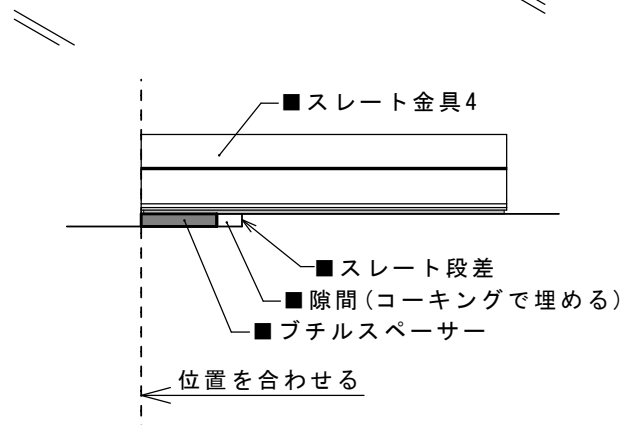 ■スレート金具4
■スレート段差
■隙間(コーキングで埋める)
■ブチルスペーサー
位置を合わせる